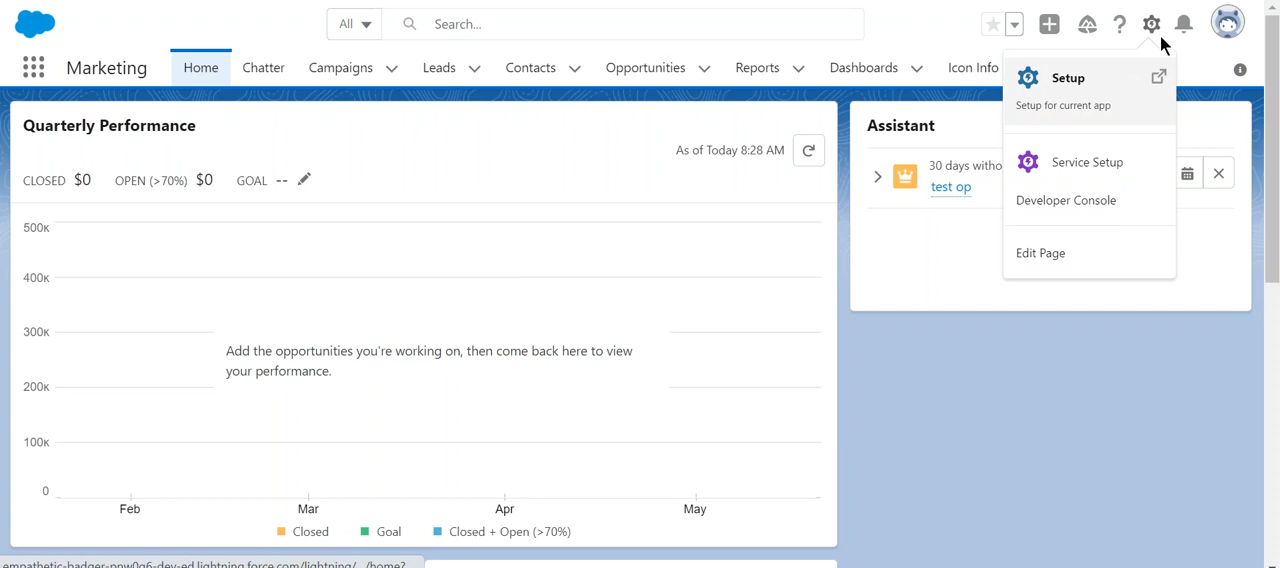 All
Search...
Marketing
Home
Chatter
Campaigns
Leads
Contacts
Opportunities
Reports
Dashboards
Icon Info
Setup
Setup for current app
Service Setup
Developer Console
Edit Page
Quarterly Performance
As of Today 8:28 AM
CLOSED $0 OPEN (>70%) $0 GOAL --
500K
400K
300K
200K
100K
0
Add the opportunities you're working on, then come back here to view
your performance.
Feb Mar Apr May
Closed Goal Closed + Open (>70%)
Assistant
30 days witho
test op